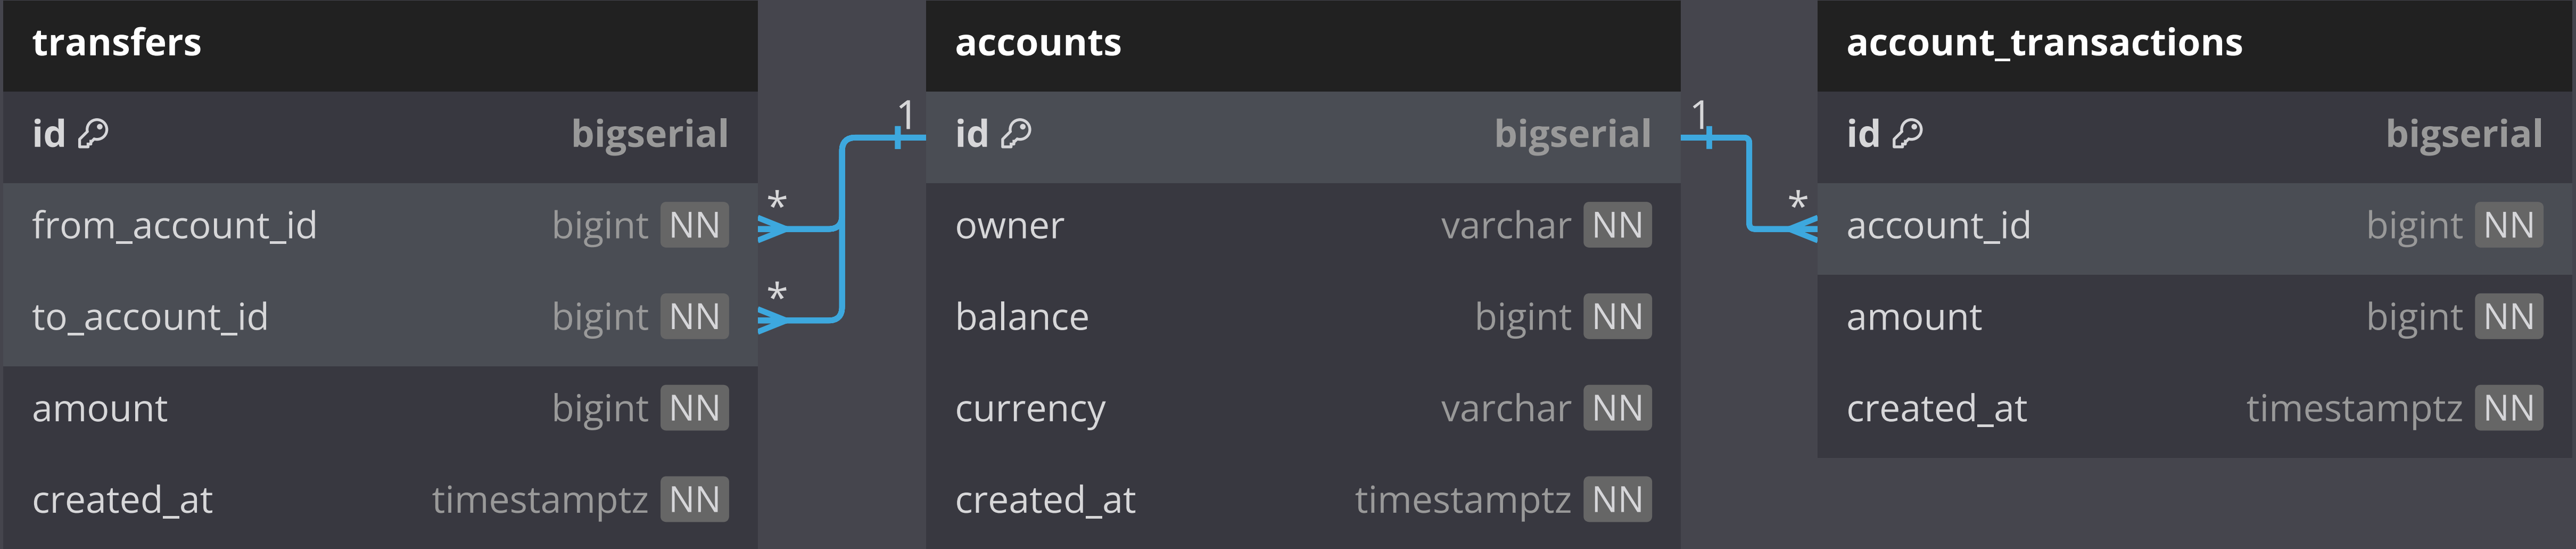 transfers
id bigserial
from_account_id bigint NN
to_account_id bigint NN
amount bigint NN
created_at timestamptz NN
1
*
*
accounts
id bigserial
owner varchar NN
balance bigint NN
currency varchar NN
created_at timestamptz NN
1
*
account_transactions
id bigserial
account_id bigint NN
amount bigint NN
created_at timestamptz NN